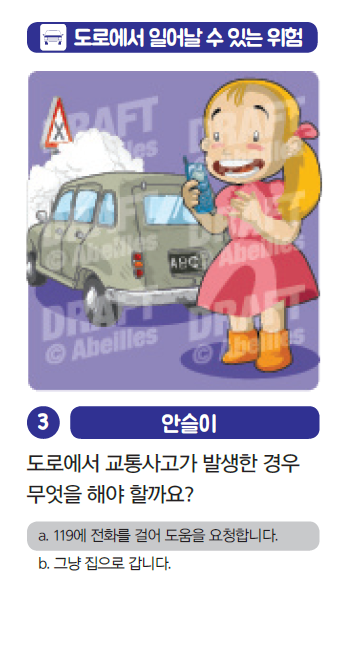 도로에서 일어날 수 있는 위험
DRAFT
© Abeilles
DRAFT
© Abeilles
ABC
DRAFT
© Abeilles
DRAFT
© Abeilles
3
안슬이
도로에서 교통사고가 발생한 경우
무엇을 해야 할까요?
a. 119에 전화를 걸어 도움을 요청합니다.
b. 그냥 집으로 갑니다.